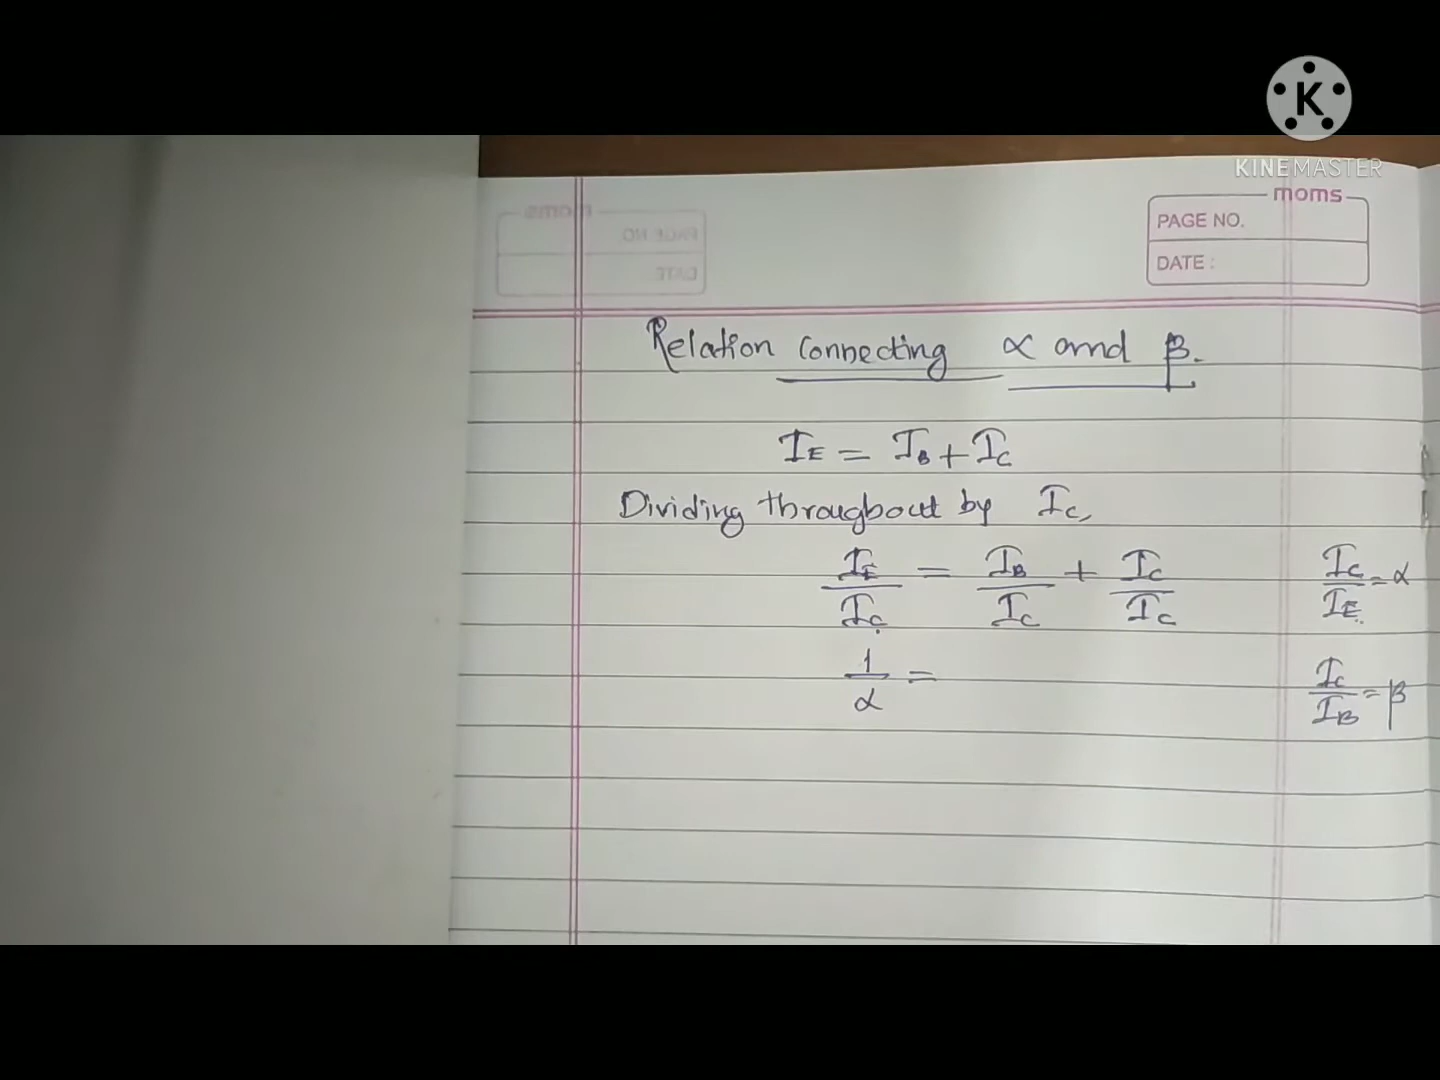 K
KINEMASTER
moms
PAGE NO.
DATE :
Relation connecting α and β.
I_E = I_B + I_C
Dividing throughout by I_C,
I_E/I_C = I_B/I_C + I_C/I_C
I_C/I_E = α
1/α =
I_C/I_B = β